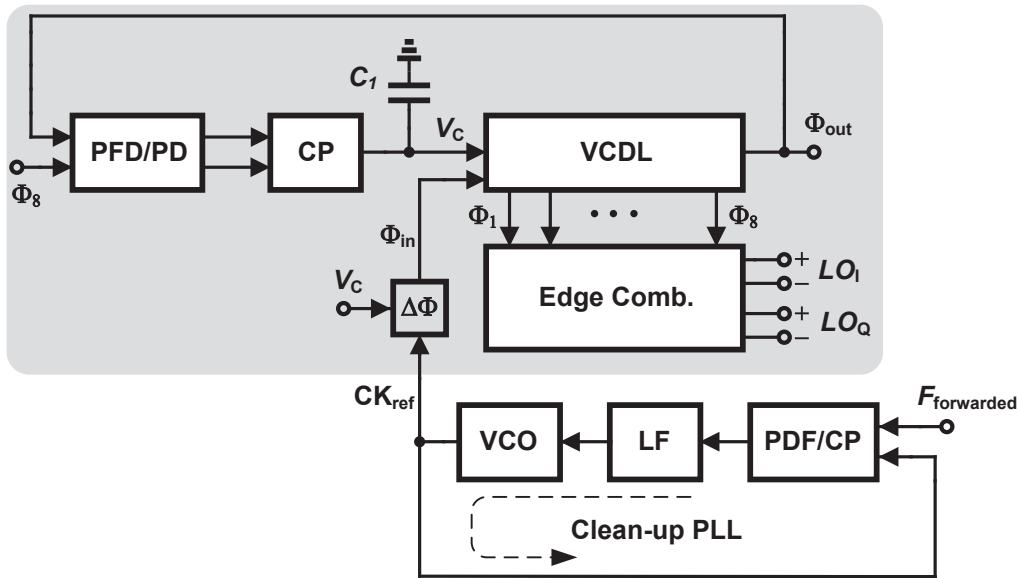 C1
VC
Φout
PFD/PD
CP
VCDL
Φ8
Φ1
• • •
Φ8
Φin
VC
ΔΦ
Edge Comb.
+
−
LOI
+
−
LOQ
CKref
Fforwarded
VCO
LF
PDF/CP
Clean-up PLL